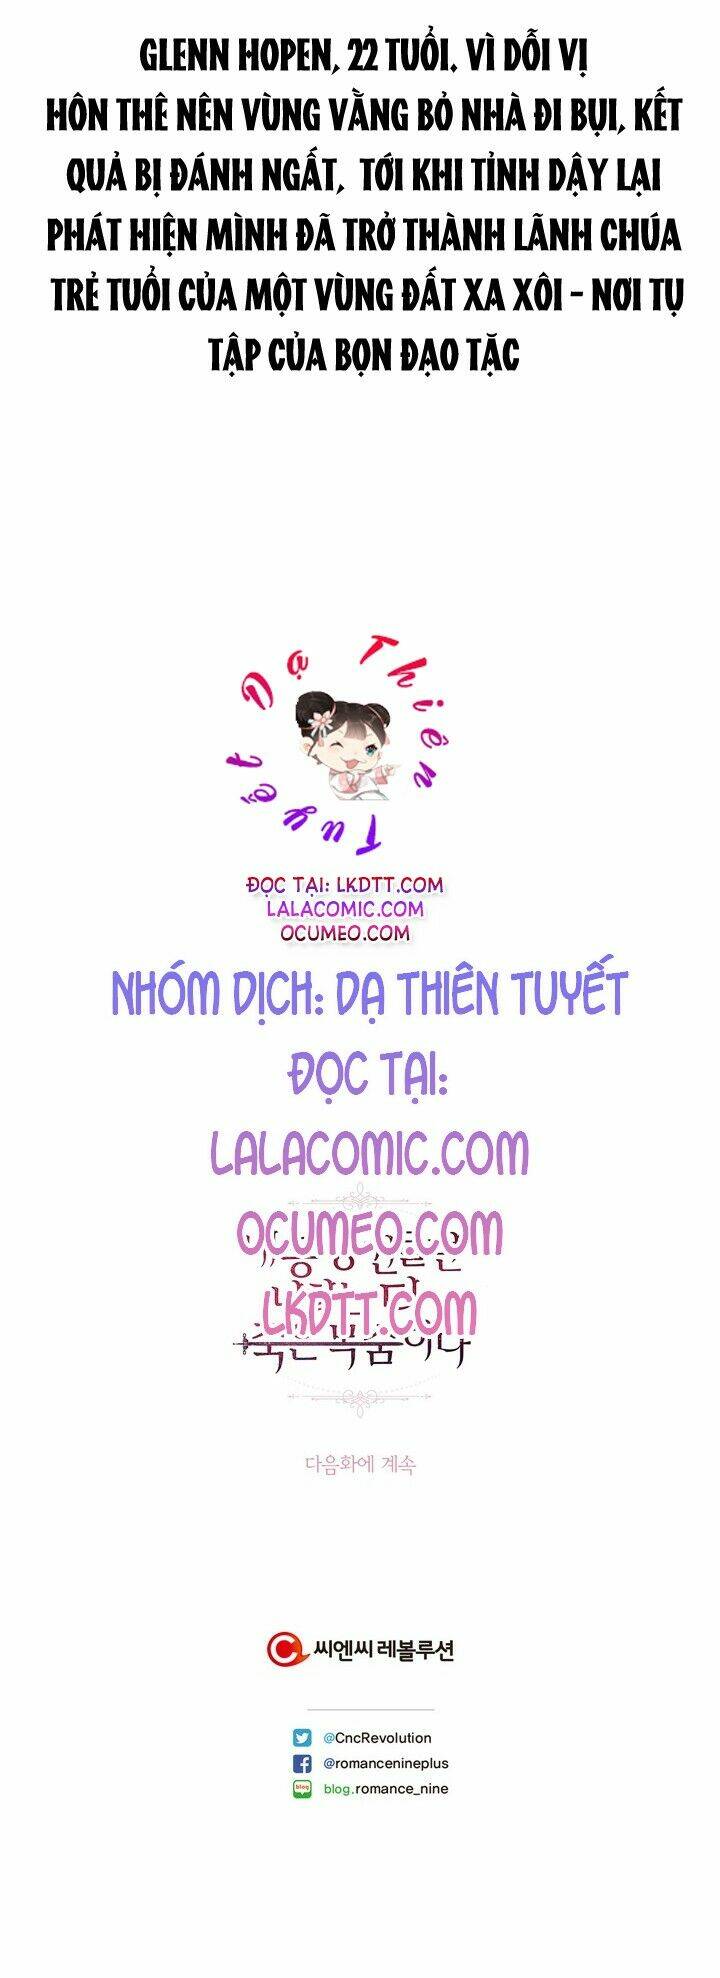 GLENN HOPEN, 22 TUỔI. VÌ DỖI VỊ
HÔN THÊ NÊN VÙNG VẰNG BỎ NHÀ ĐI BỤI, KẾT
QUẢ BỊ ĐÁNH NGẤT, TỚI KHI TỈNH DẬY LẠI
PHÁT HIỆN MÌNH ĐÃ TRỞ THÀNH LÃNH CHÚA
TRẺ TUỔI CỦA MỘT VÙNG ĐẤT XA XÔI - NƠI TỤ
TẬP CỦA BỌN ĐẠO TẶC
Dạ Thiên Tuyết
ĐỌC TẠI: LKDTT.COM
LALACOMIC.COM
OCUMEO.COM
NHÓM DỊCH: DẠ THIÊN TUYẾT
ĐỌC TẠI:
LALACOMIC.COM
OCUMEO.COM
LKDTT.COM
다음화에 계속
씨엔씨 레볼루션
@CncRevolution
@romancenineplus
blog blog.romance_nine